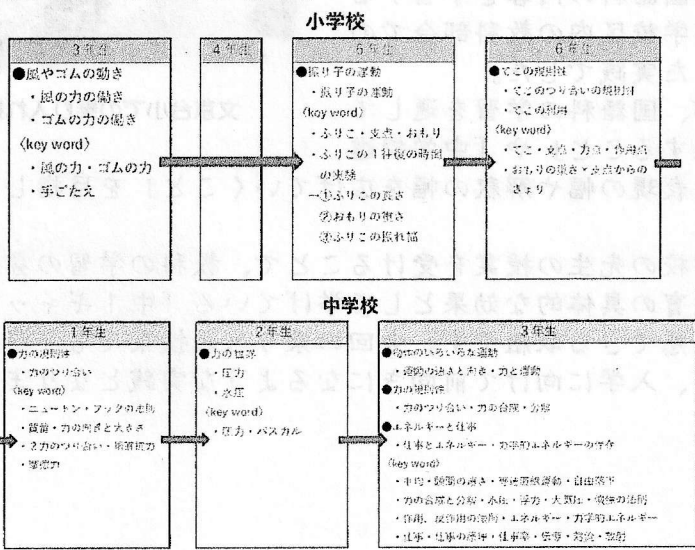 小学校
3年生
●風やゴムの働き
・風の力の働き
・ゴムの力の働き
〈key word〉
・風の力・ゴムの力
・手ごたえ
4年生
5年生
●振り子の運動
・振り子の運動
〈key word〉
・ふりこ・支点・おもり
・ふりこの1往復の時間
の実験
→①ふりこの長さ
②おもりの重さ
③ふりこの振れ幅
6年生
●てこの規則性
・てこのつり合いの規則性
・てこの利用
〈key word〉
・てこ・支点・力点・作用点
・おもりの重さ・支点からの
きょり
中学校
1年生
●力の規則性
・力のつり合い
〈key word〉
・ニュートン・フックの法則
・質量・力の向きと大きさ
・2力のつり合い・垂直抗力
・摩擦力
2年生
●力の世界
・圧力
・水圧
〈key word〉
・圧力・パスカル
3年生
●物体のいろいろな運動
・運動の速さと向き・力と運動
●力の規則性
・力のつり合い・力の合成・分解
●エネルギーと仕事
・仕事とエネルギー・力学的エネルギーの保存
〈key word〉
・平均・瞬間の速さ・等速直線運動・自由落下
・力の合成と分解・水圧・浮力・大気圧・慣性の法則
・作用、反作用の法則・エネルギー・力学的エネルギー
・仕事・仕事の原理・仕事率・伝導・対流・放射